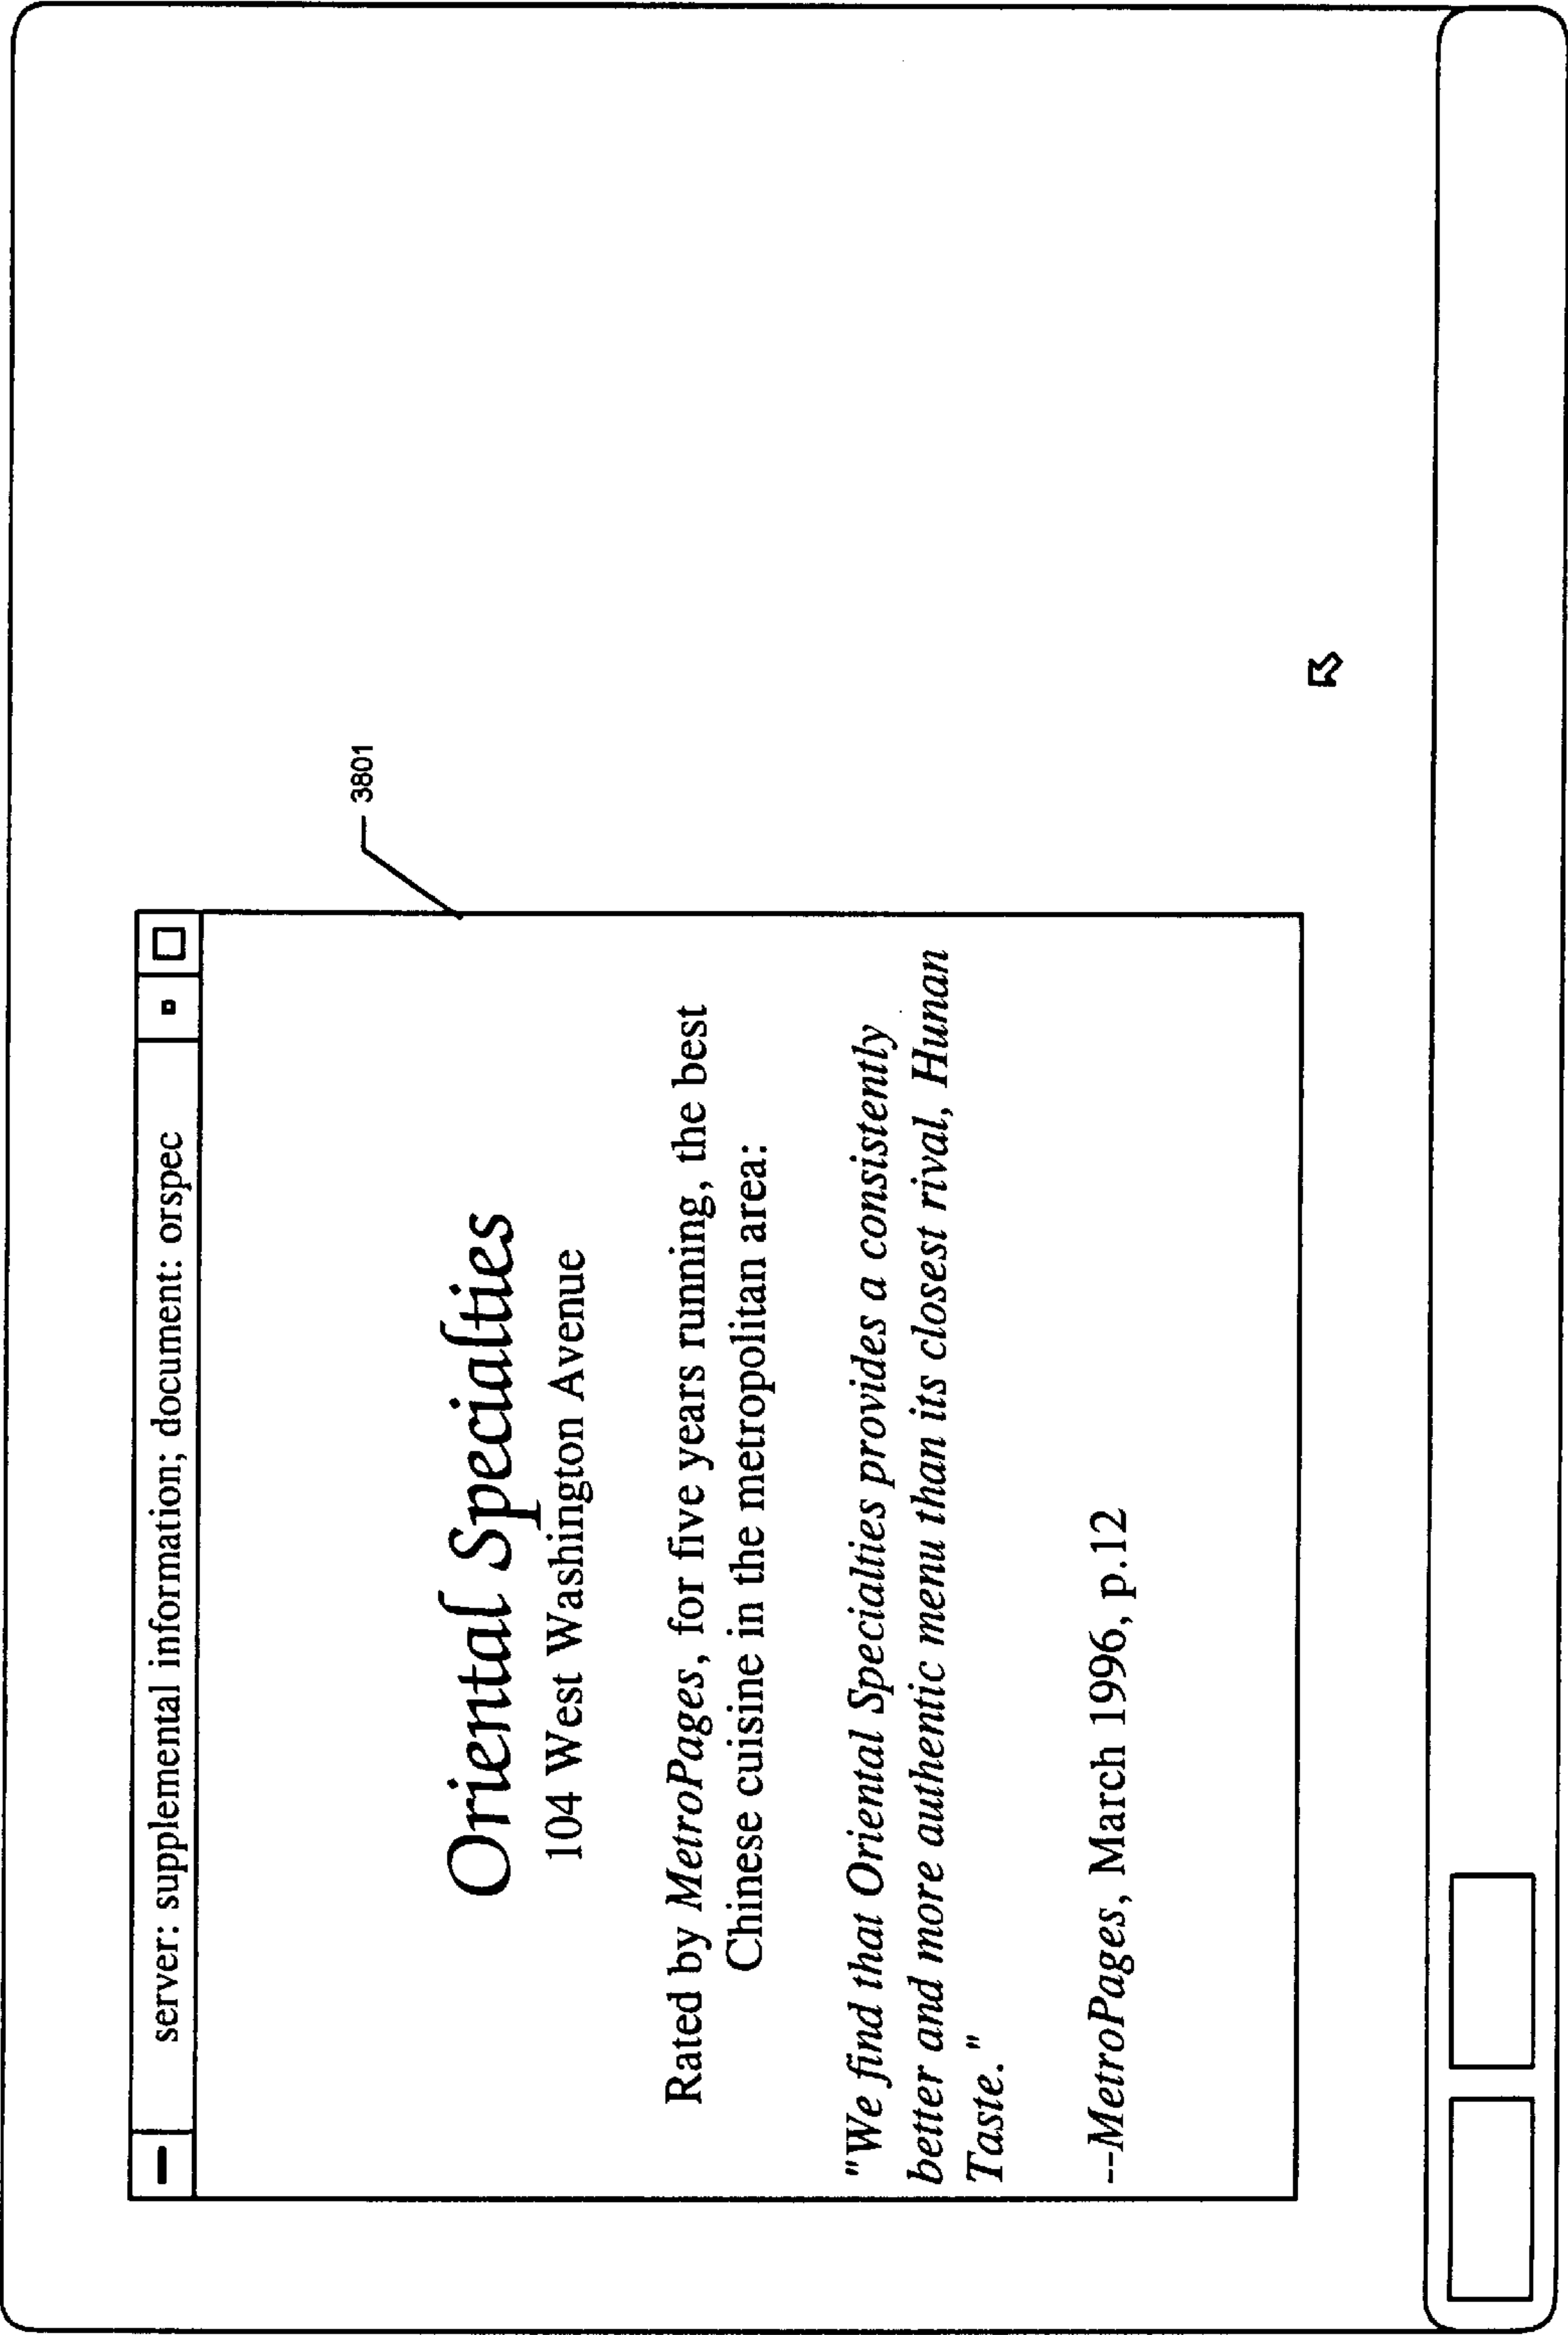 server: supplemental information; document: orspec
3801
Oriental Specialties
104 West Washington Avenue
Rated by MetroPages, for five years running, the best
Chinese cuisine in the metropolitan area:
"We find that Oriental Specialties provides a consistently
better and more authentic menu than its closest rival, Hunan
Taste."
--MetroPages, March 1996, p.12